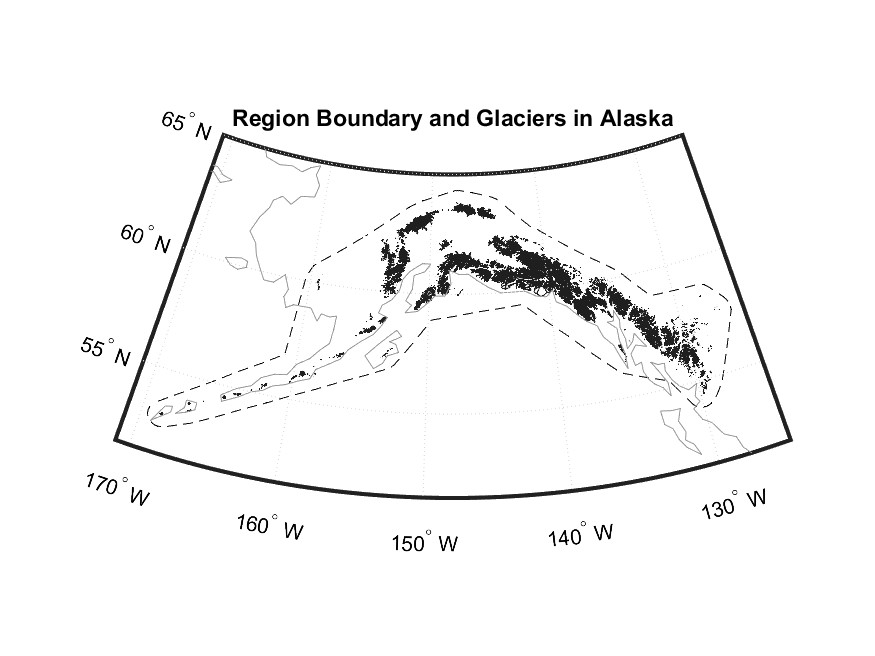 Region Boundary and Glaciers in Alaska
65° N
60° N
55° N
170° W
160° W
150° W
140° W
130° W